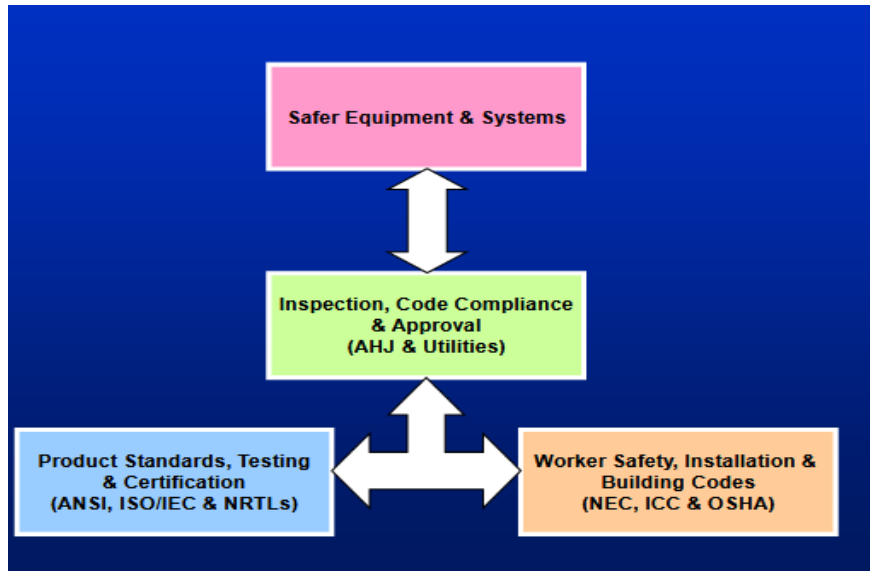 Safer Equipment & Systems
Inspection, Code Compliance
& Approval
(AHJ & Utilities)
Product Standards, Testing
& Certification
(ANSI, ISO/IEC & NRTLs)
Worker Safety, Installation &
Building Codes
(NEC, ICC & OSHA)